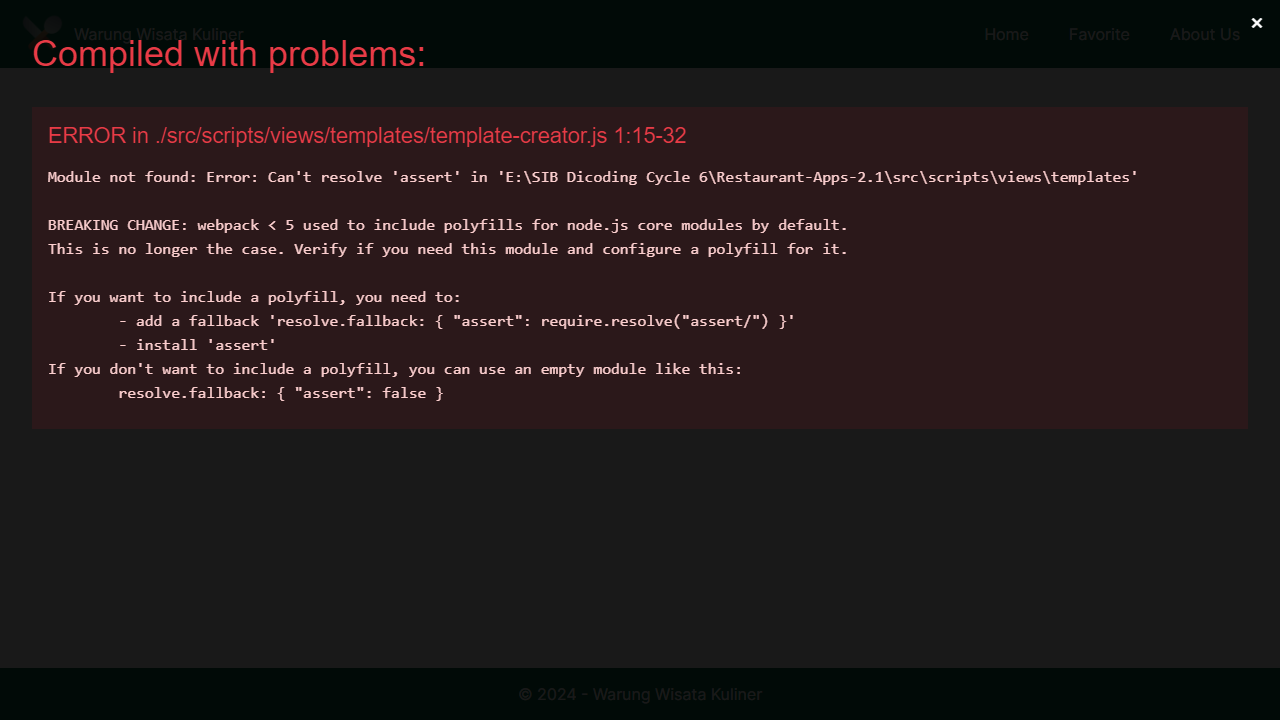 Warung Wisata Kuliner
Home
Favorite
About Us
×
Compiled with problems:
ERROR in ./src/scripts/views/templates/template-creator.js 1:15-32
Module not found: Error: Can't resolve 'assert' in 'E:\SIB Dicoding Cycle 6\Restaurant-Apps-2.1\src\scripts\views\templates'
BREAKING CHANGE: webpack < 5 used to include polyfills for node.js core modules by default.
This is no longer the case. Verify if you need this module and configure a polyfill for it.
If you want to include a polyfill, you need to:
- add a fallback 'resolve.fallback: { "assert": require.resolve("assert/") }'
- install 'assert'
If you don't want to include a polyfill, you can use an empty module like this:
resolve.fallback: { "assert": false }
© 2024 - Warung Wisata Kuliner